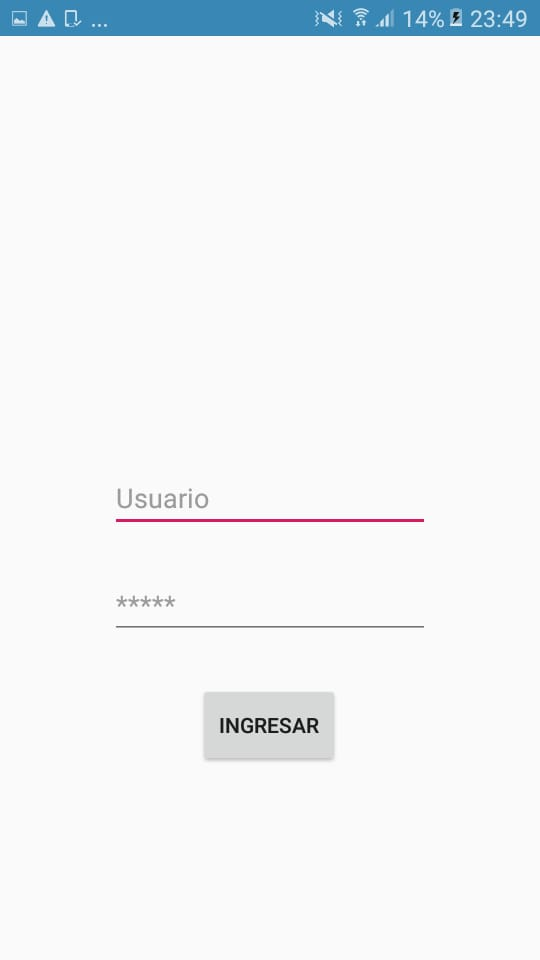 ... 14% 23:49
Usuario
*****
INGRESAR